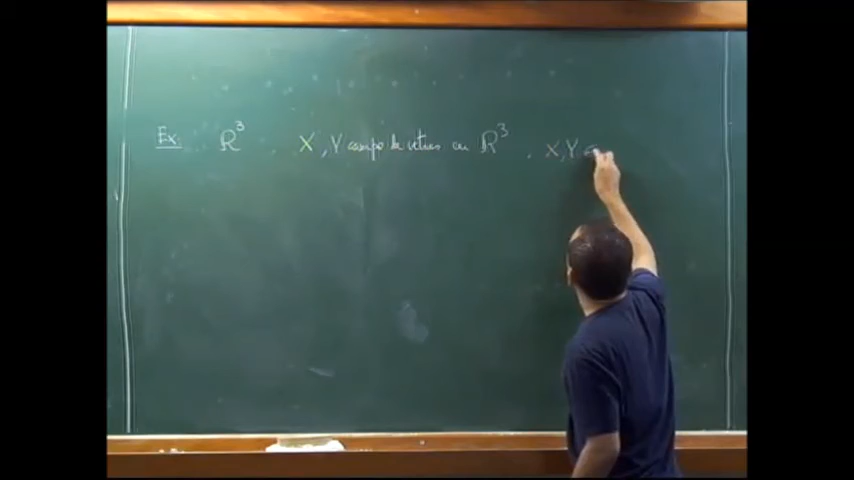 Ex. R³ X, Y campo de vetores em R³, X, Y